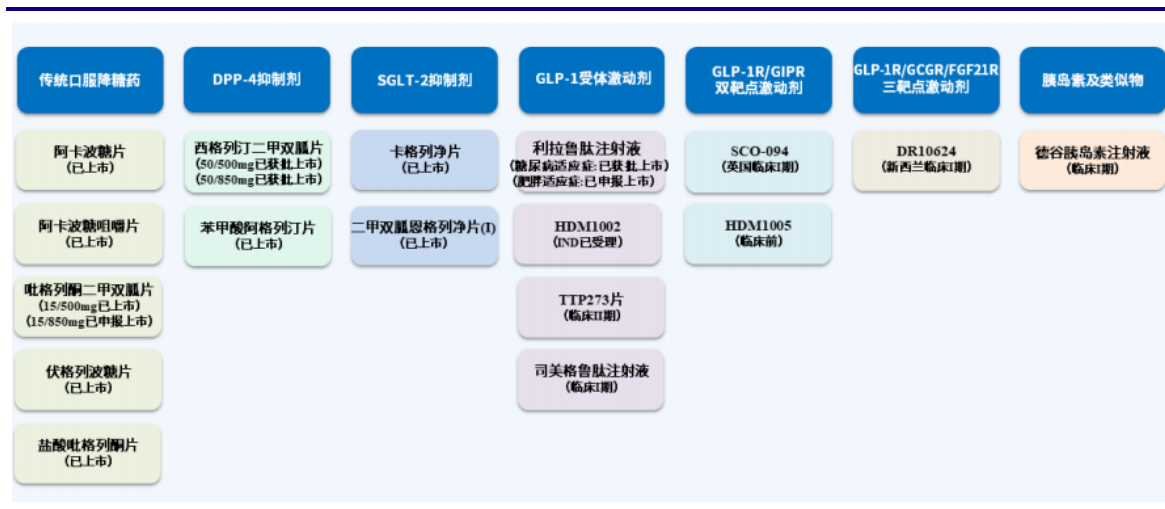 传统口服降糖药
阿卡波糖片
(已上市)
阿卡波糖咀嚼片
(已上市)
吡格列酮二甲双胍片
(15/500mg已上市)
(15/850mg已申报上市)
伏格列波糖片
(已上市)
盐酸吡格列酮片
(已上市)
DPP-4抑制剂
西格列汀二甲双胍片
(50/500mg已获批上市)
(50/850mg已获批上市)
苯甲酸阿格列汀片
(已上市)
SGLT-2抑制剂
卡格列净片
(已上市)
二甲双胍恩格列净片(I)
(已上市)
GLP-1受体激动剂
利拉鲁肽注射液
(糖尿病适应症:已获批上市)
(肥胖适应症:已申报上市)
HDM1002
(IND已受理)
TTP273片
(临床II期)
司美格鲁肽注射液
(临床I期)
GLP-1R/GIPR
双靶点激动剂
SCO-094
(英国临床I期)
HDM1005
(临床前)
GLP-1R/GCGR/FGF21R
三靶点激动剂
DR10624
(新西兰临床I期)
胰岛素及类似物
德谷胰岛素注射液
(临床I期)